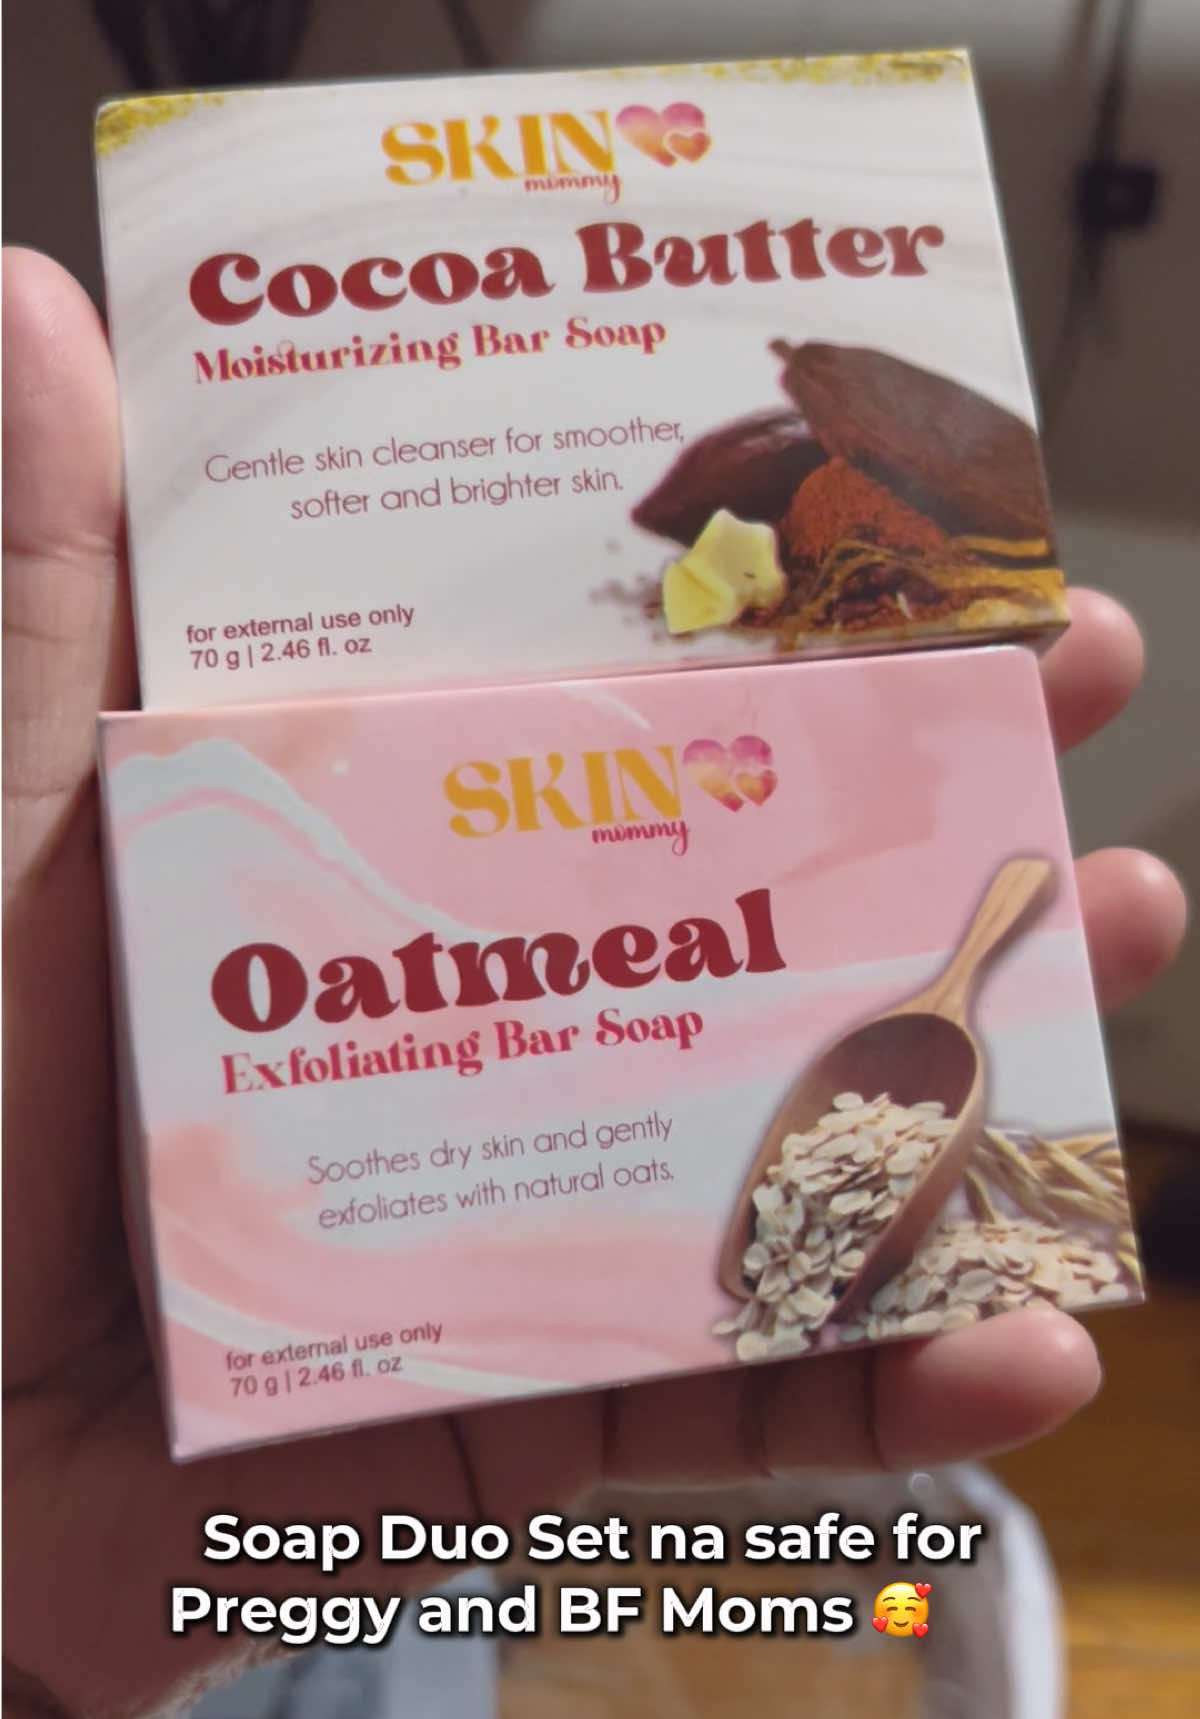 SKIN
mommy
Cocoa Butter
Moisturizing Bar Soap
Gentle skin cleanser for smoother,
softer and brighter skin.
for external use only
70 g | 2.46 fl. oz
SKIN
mommy
Oatmeal
Exfoliating Bar Soap
Soothes dry skin and gently
exfoliates with natural oats.
for external use only
70 g | 2.46 fl. oz
Soap Duo Set na safe for
Preggy and BF Moms 🥰